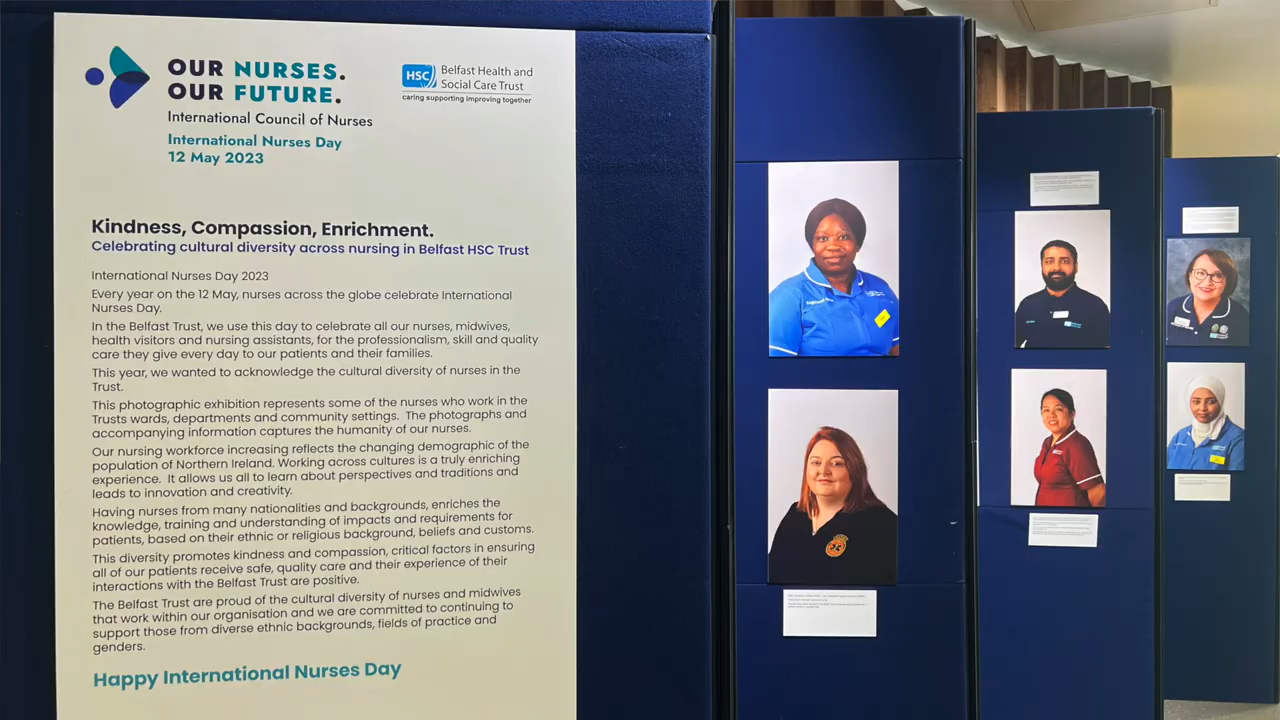 OUR NURSES.
OUR FUTURE.
International Council of Nurses
International Nurses Day
12 May 2023
HSC
Belfast Health and
Social Care Trust
caring supporting improving together
Kindness, Compassion, Enrichment.
Celebrating cultural diversity across nursing in Belfast HSC Trust
International Nurses Day 2023
Every year on the 12 May, nurses across the globe celebrate International
Nurses Day.
In the Belfast Trust, we use this day to celebrate all our nurses, midwives,
health visitors and nursing assistants, for the professionalism, skill and quality
care they give every day to our patients and their families.
This year, we wanted to acknowledge the cultural diversity of nurses in the
Trust.
This photographic exhibition represents some of the nurses who work in the
Trusts wards, departments and community settings. The photographs and
accompanying information captures the humanity of our nurses.
Our nursing workforce increasing reflects the changing demographic of the
population of Northern Ireland. Working across cultures is a truly enriching
experience. It allows us all to learn about perspectives and traditions and
leads to innovation and creativity.
Having nurses from many nationalities and backgrounds, enriches the
knowledge, training and understanding of impacts and requirements for
patients, based on their ethnic or religious background, beliefs and customs.
This diversity promotes kindness and compassion, critical factors in ensuring
all of our patients receive safe, quality care and their experience of their
interactions with the Belfast Trust are positive.
The Belfast Trust are proud of the cultural diversity of nurses and midwives
that work within our organisation and we are committed to continuing to
support those from diverse ethnic backgrounds, fields of practice and
genders.
Happy International Nurses Day